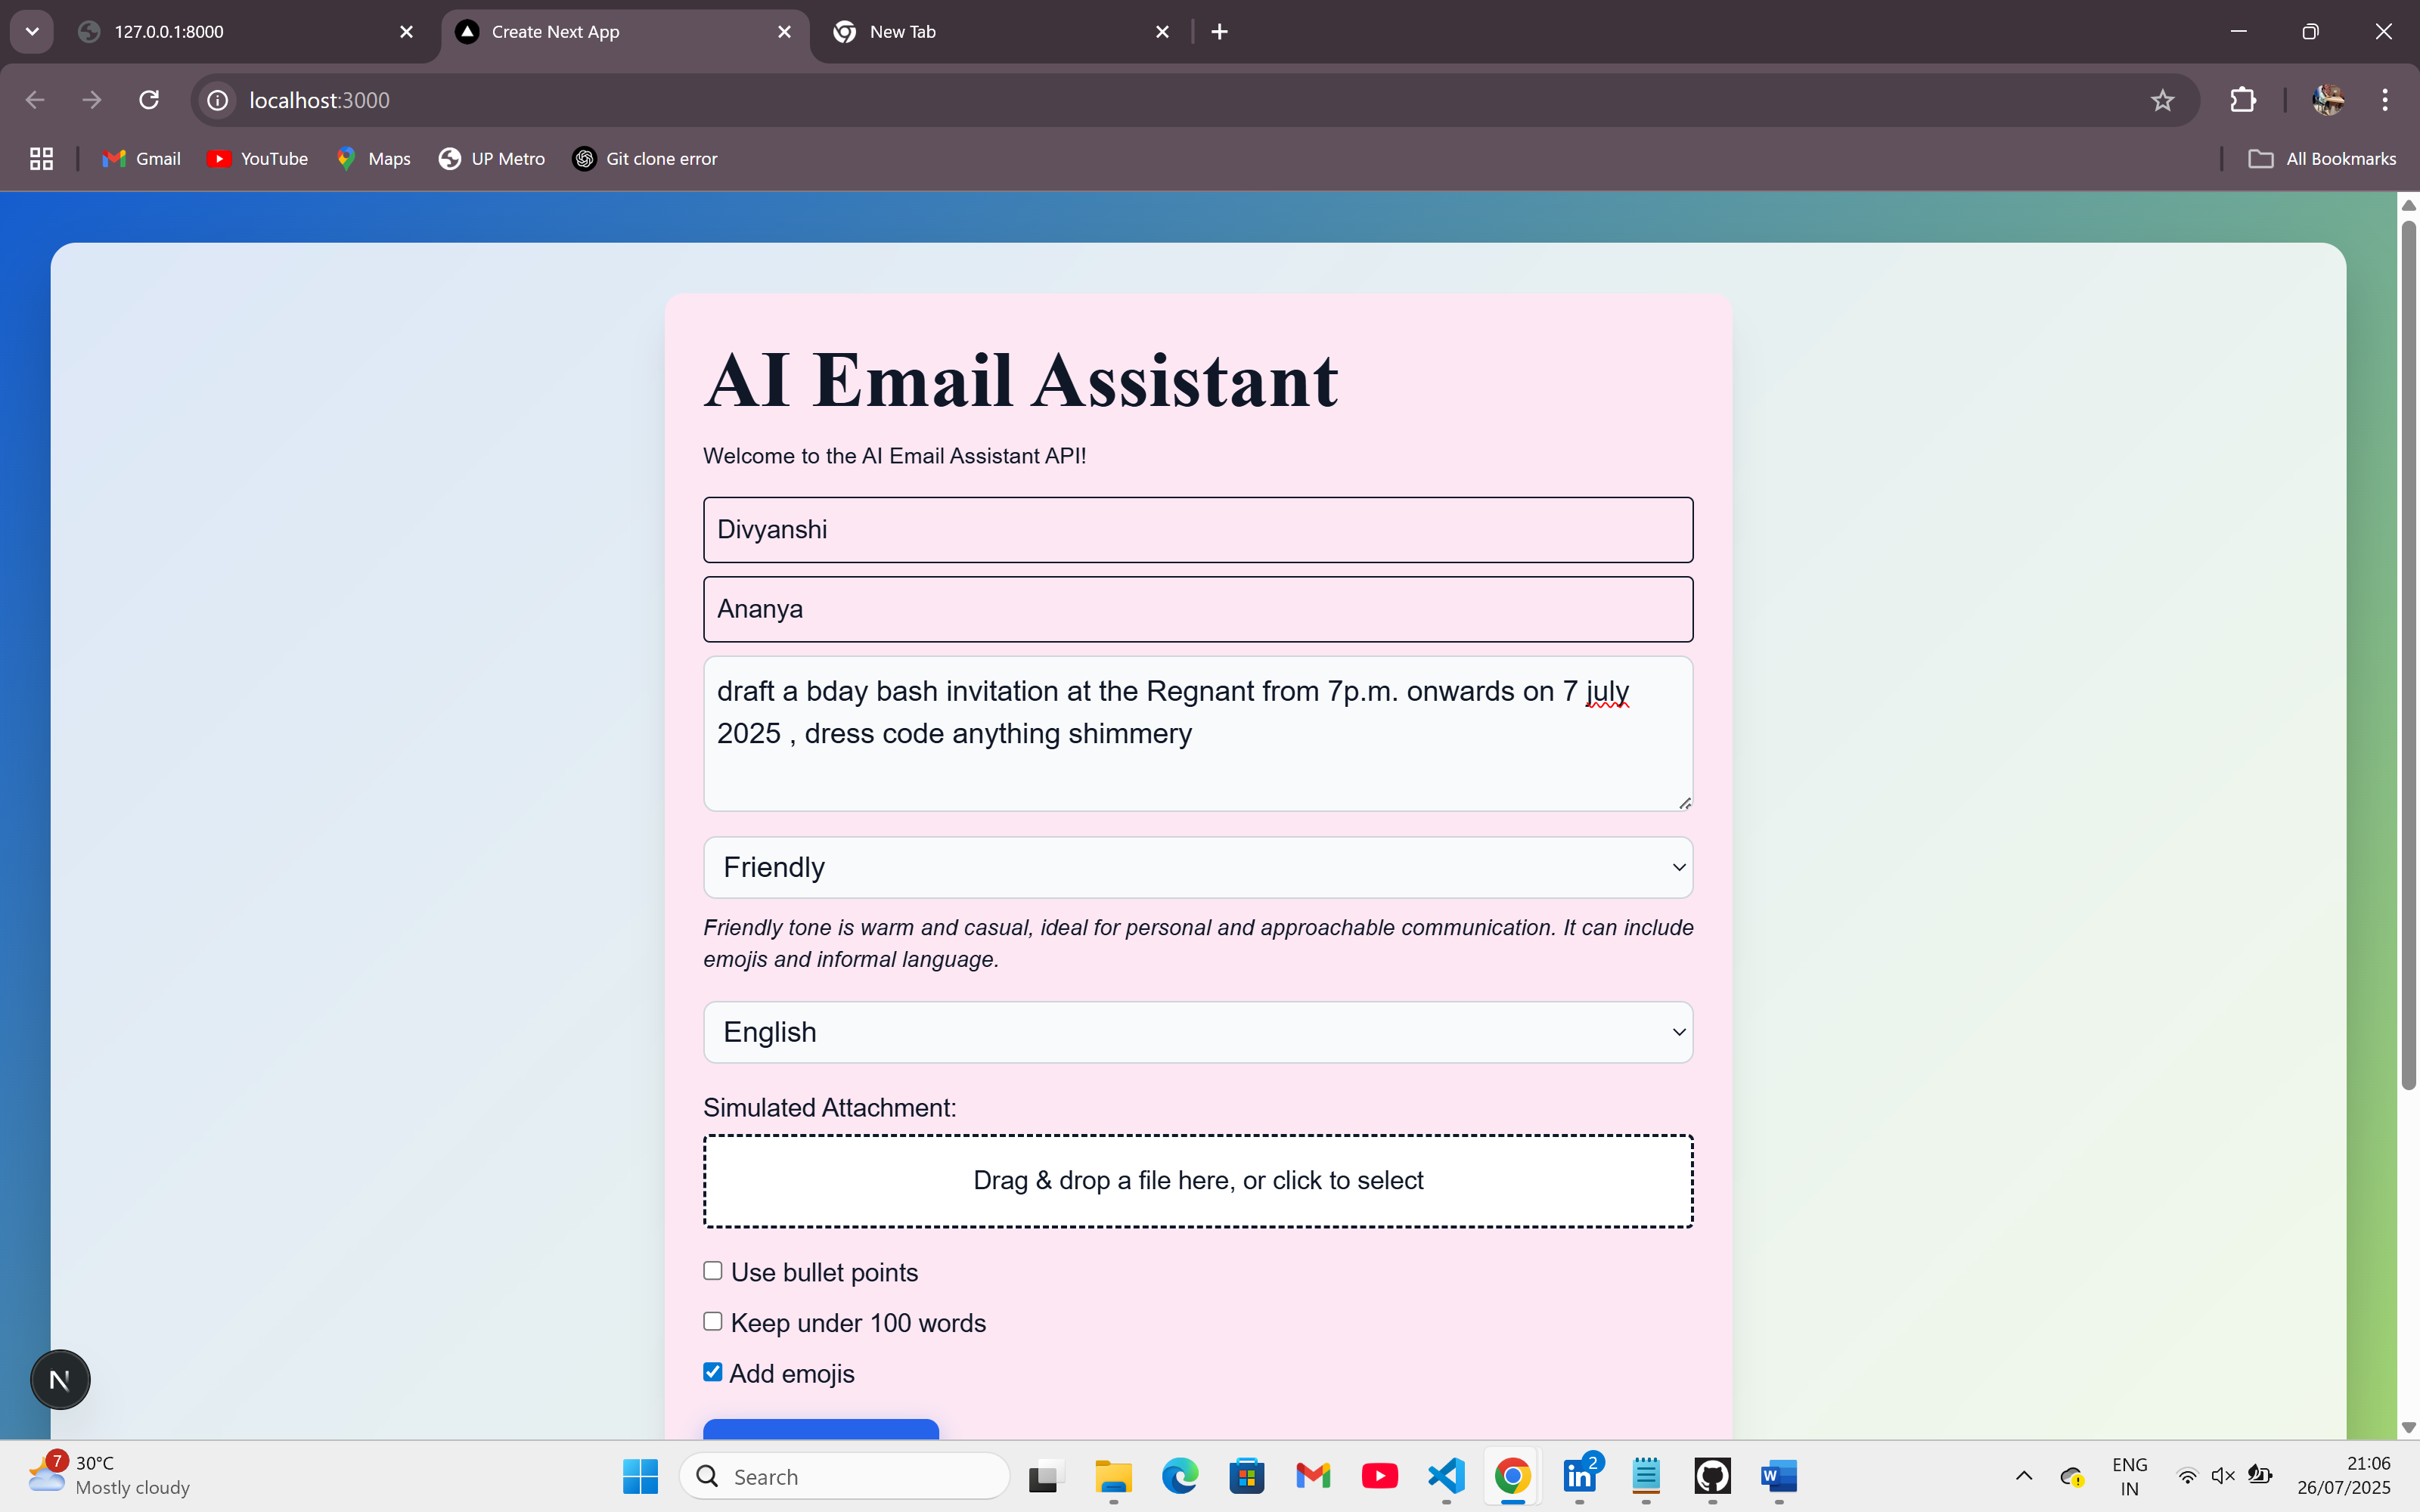 127.0.0.1:8000
Create Next App
New Tab
localhost:3000
Gmail
YouTube
Maps
UP Metro
Git clone error
All Bookmarks
AI Email Assistant
Welcome to the AI Email Assistant API!
Divyanshi
Ananya
draft a bday bash invitation at the Regnant from 7p.m. onwards on 7 july
2025 , dress code anything shimmery
Friendly
Friendly tone is warm and casual, ideal for personal and approachable communication. It can include
emojis and informal language.
English
Simulated Attachment:
Drag & drop a file here, or click to select
Use bullet points
Keep under 100 words
Add emojis
N
7
30°C
Mostly cloudy
Search
2
ENG
IN
21:06
26/07/2025